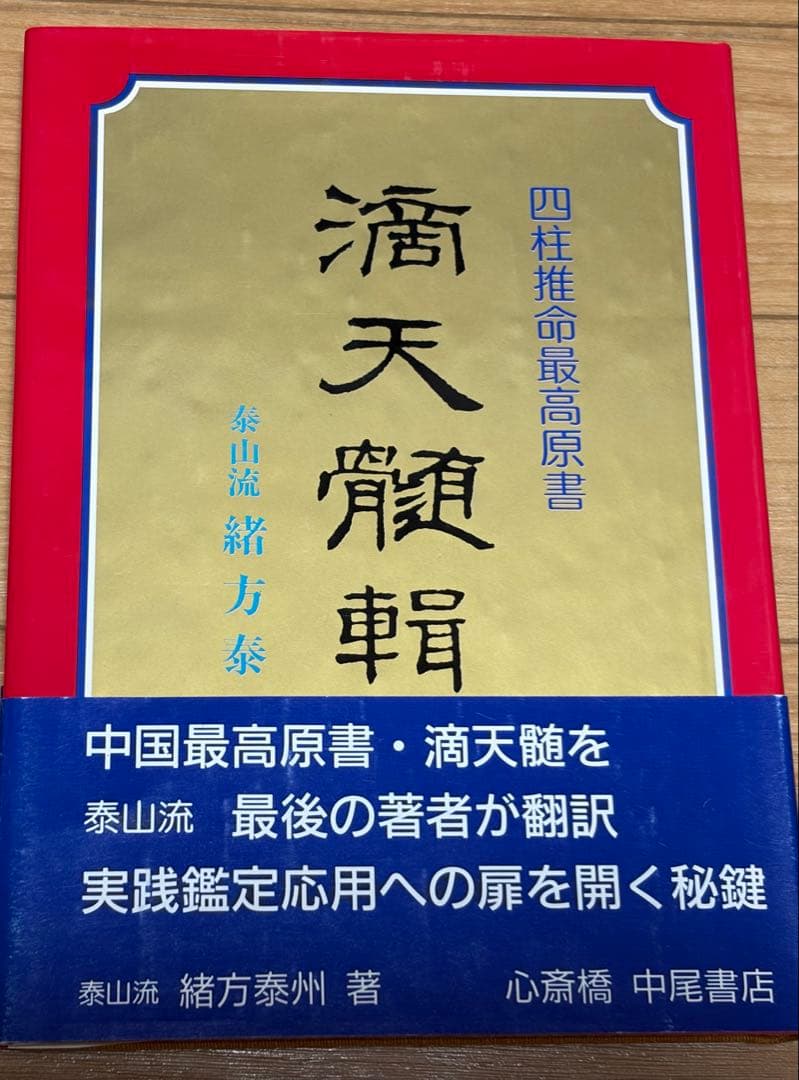 四柱推命最高原書
滴天髄輯
泰山流 緒方泰
中国最高原書・滴天髄を
泰山流 最後の著者が翻訳
実践鑑定応用への扉を開く秘鍵
泰山流 緒方泰州 著
心斎橋 中尾書店